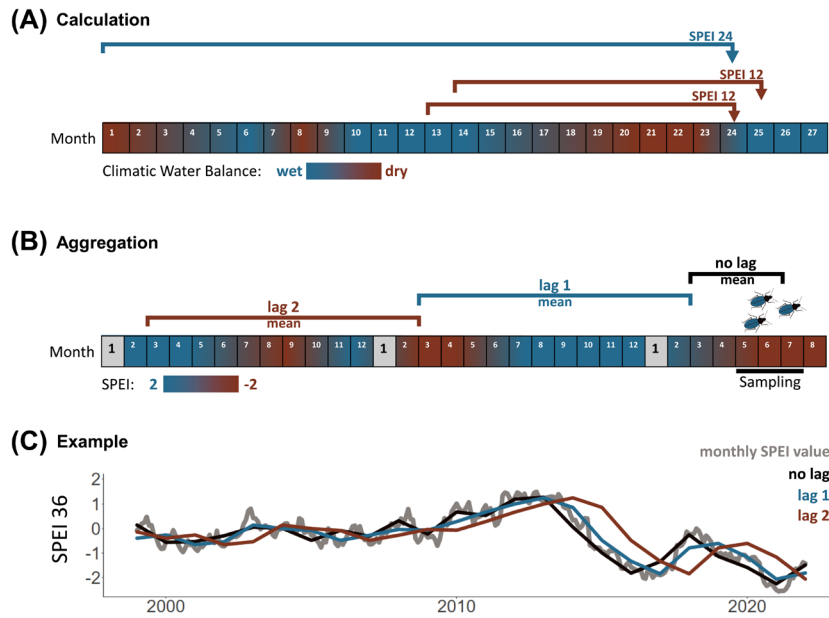 (A) Calculation
SPEI 24
SPEI 12
SPEI 12
Month 1 2 3 4 5 6 7 8 9 10 11 12 13 14 15 16 17 18 19 20 21 22 23 24 25 26 27
Climatic Water Balance: wet dry
(B) Aggregation
no lag
mean
lag 1
mean
lag 2
mean
Month 1 2 3 4 5 6 7 8 9 10 11 12 1 2 3 4 5 6 7 8 9 10 11 12 1 2 3 4 5 6 7 8
SPEI: 2 -2
Sampling
(C) Example
monthly SPEI value
no lag
lag 1
lag 2
SPEI 36
2
1
0
-1
-2
2000 2010 2020